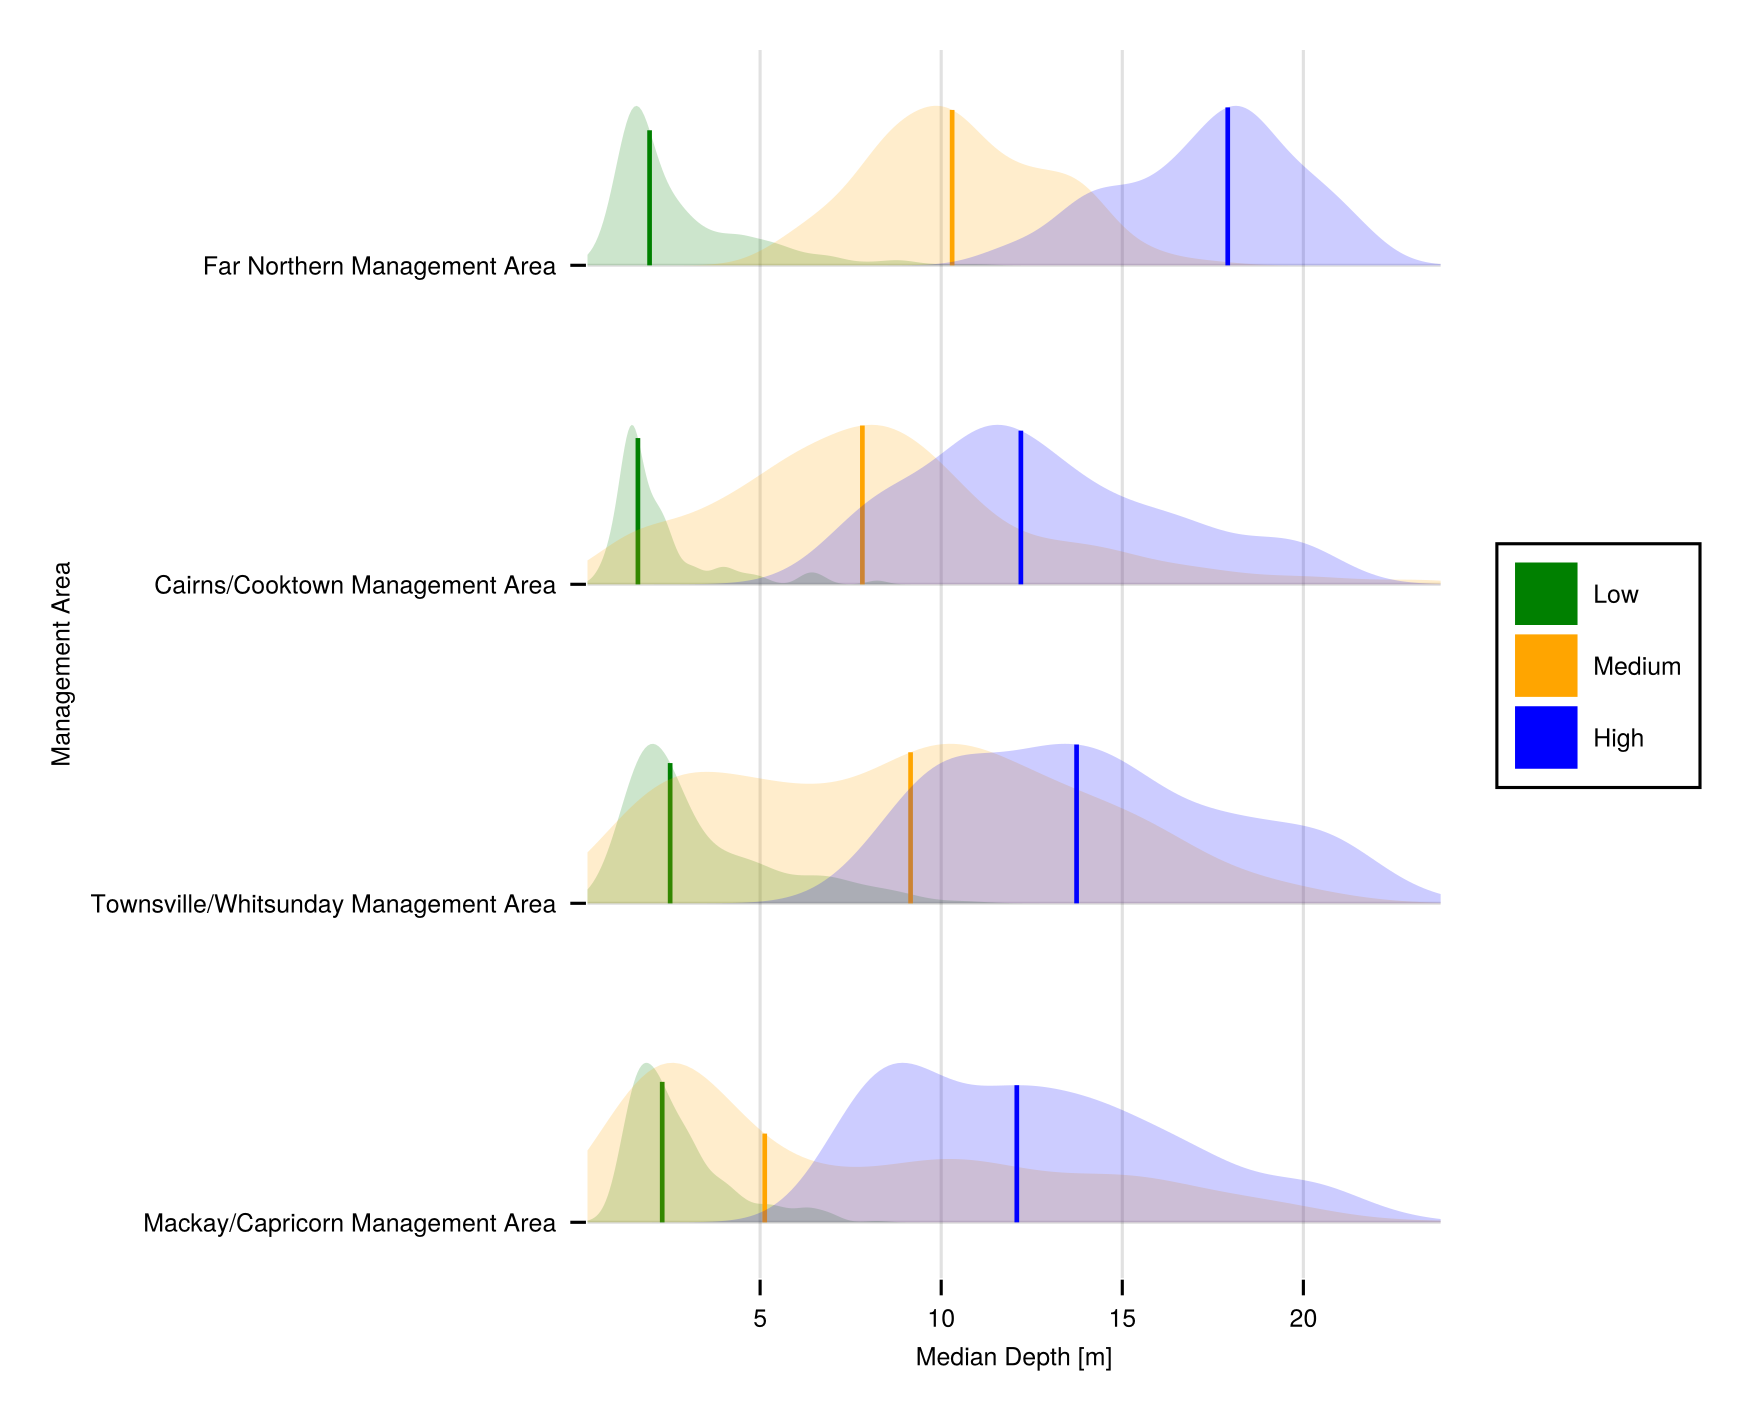 Far Northern Management Area
Cairns/Cooktown Management Area
Townsville/Whitsunday Management Area
Mackay/Capricorn Management Area
Management Area
5 10 15 20
Median Depth [m]
Low
Medium
High